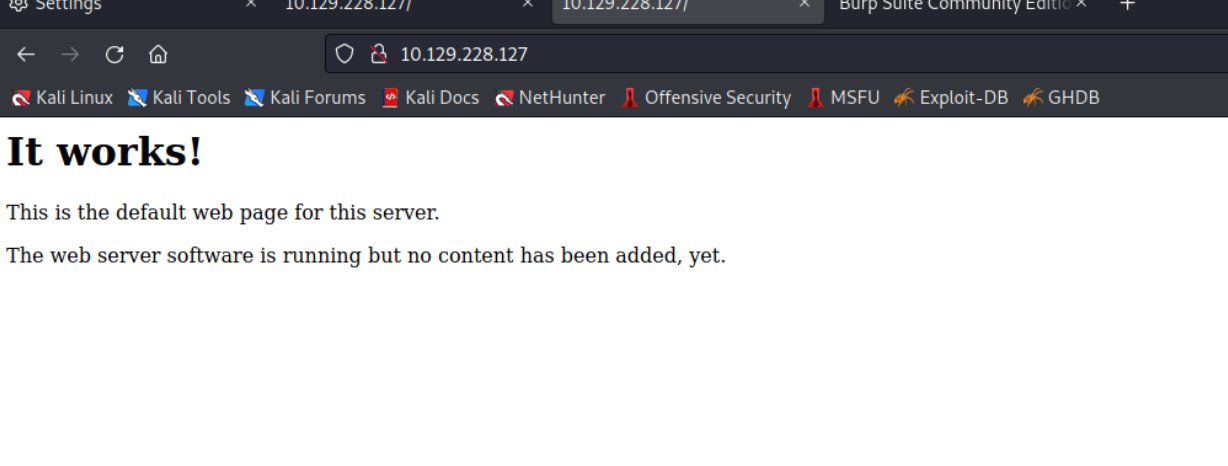 Settings × 10.129.228.127/ × 10.129.228.127/ × Burp Suite Community Editio × +
10.129.228.127
Kali Linux Kali Tools Kali Forums Kali Docs NetHunter Offensive Security MSFU Exploit-DB GHDB
It works!
This is the default web page for this server.
The web server software is running but no content has been added, yet.